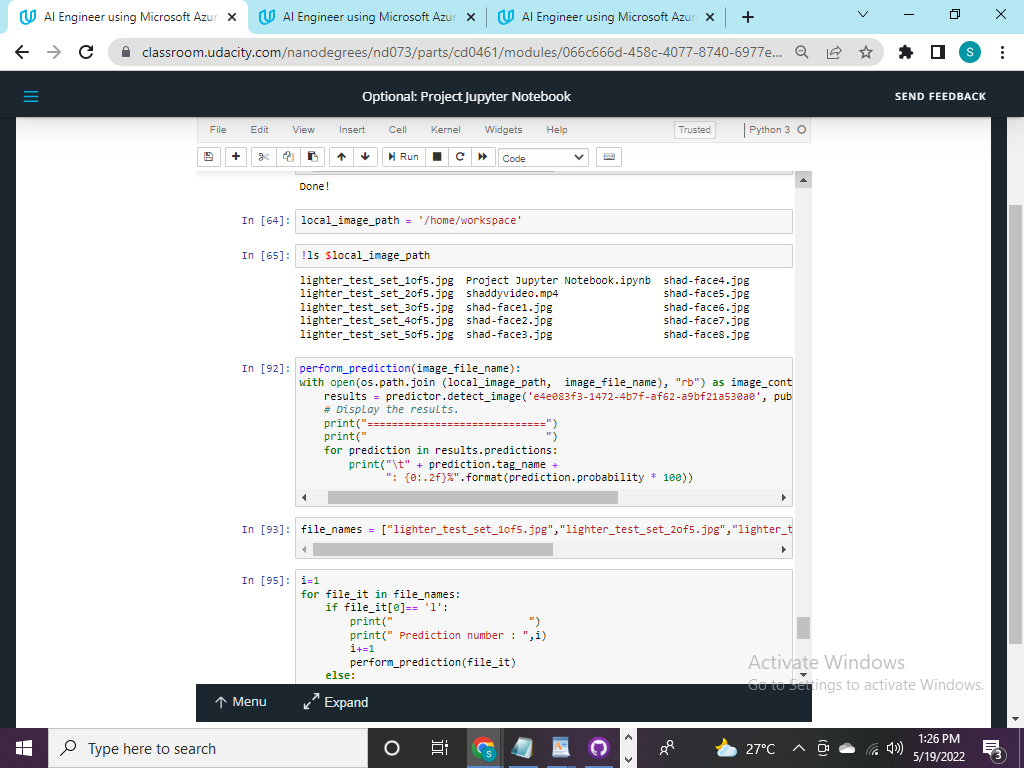 AI Engineer using Microsoft Azur
AI Engineer using Microsoft Azur
AI Engineer using Microsoft Azur
classroom.udacity.com/nanodegrees/nd073/parts/cd0461/modules/066c666d-458c-4077-8740-6977e...
S
Optional: Project Jupyter Notebook
SEND FEEDBACK
File Edit View Insert Cell Kernel Widgets Help Trusted Python 3
Run Code
Done!
In [64]: local_image_path = '/home/workspace'
In [65]: !ls $local_image_path
lighter_test_set_1of5.jpg Project Jupyter Notebook.ipynb shad-face4.jpg
lighter_test_set_2of5.jpg shaddyvideo.mp4 shad-face5.jpg
lighter_test_set_3of5.jpg shad-face1.jpg shad-face6.jpg
lighter_test_set_4of5.jpg shad-face2.jpg shad-face7.jpg
lighter_test_set_5of5.jpg shad-face3.jpg shad-face8.jpg
In [92]: perform_prediction(image_file_name):
with open(os.path.join (local_image_path, image_file_name), "rb") as image_cont
results = predictor.detect_image('e4e083f3-1472-4b7f-af62-a9bf21a530a0', pub
# Display the results.
print("=============================")
print(" ")
for prediction in results.predictions:
print("\t" + prediction.tag_name +
": {0:.2f}%".format(prediction.probability * 100))
In [93]: file_names = ["lighter_test_set_1of5.jpg","lighter_test_set_2of5.jpg","lighter_t
In [95]: i=1
for file_it in file_names:
if file_it[0]== 'l':
print(" ")
print(" Prediction number : ",i)
i+=1
perform_prediction(file_it)
else:
Activate Windows
Go to Settings to activate Windows.
Menu Expand
Type here to search
S
27°C
1:26 PM
5/19/2022
3